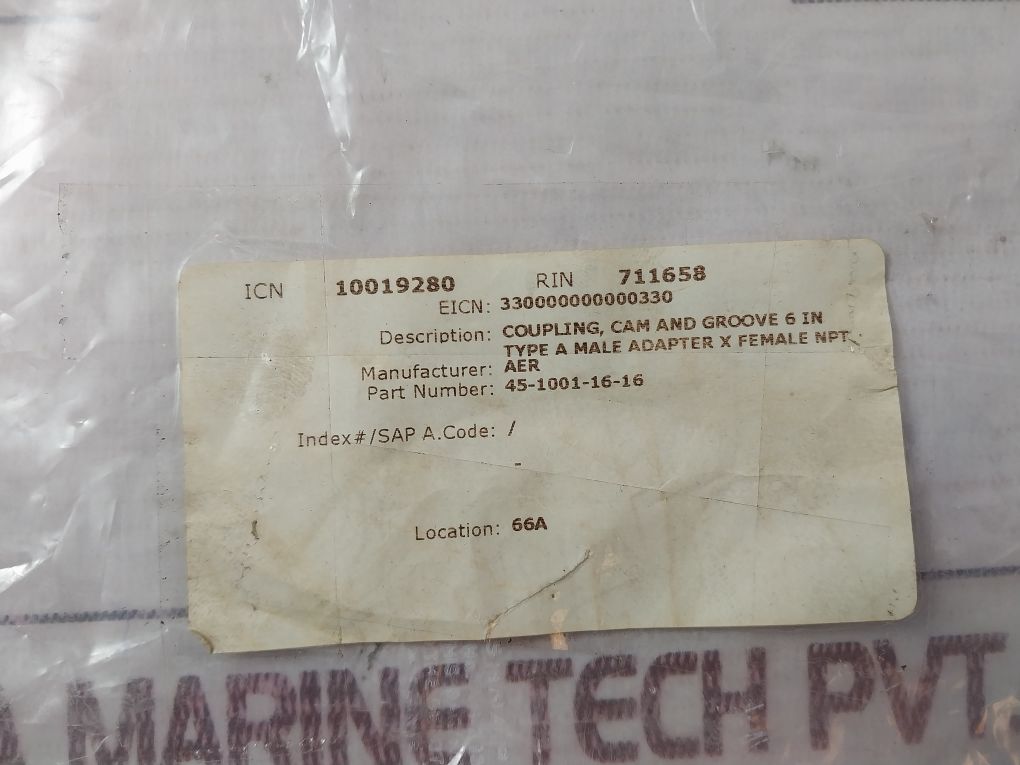 ICN 10019280 RIN 711658
EICN: 330000000000330
Description: COUPLING, CAM AND GROOVE 6 IN
TYPE A MALE ADAPTER X FEMALE NPT
Manufacturer: AER
Part Number: 45-1001-16-16
Index#/SAP A.Code: /
-
Location: 66A
MARINE TECH PVT.